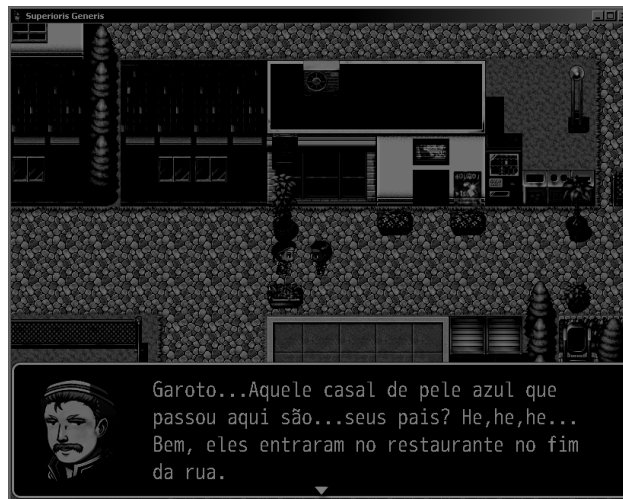 Superioris Generis
Garoto...Aquele casal de pele azul que
passou aqui são...seus pais? He,he,he...
Bem, eles entraram no restaurante no fim
da rua.